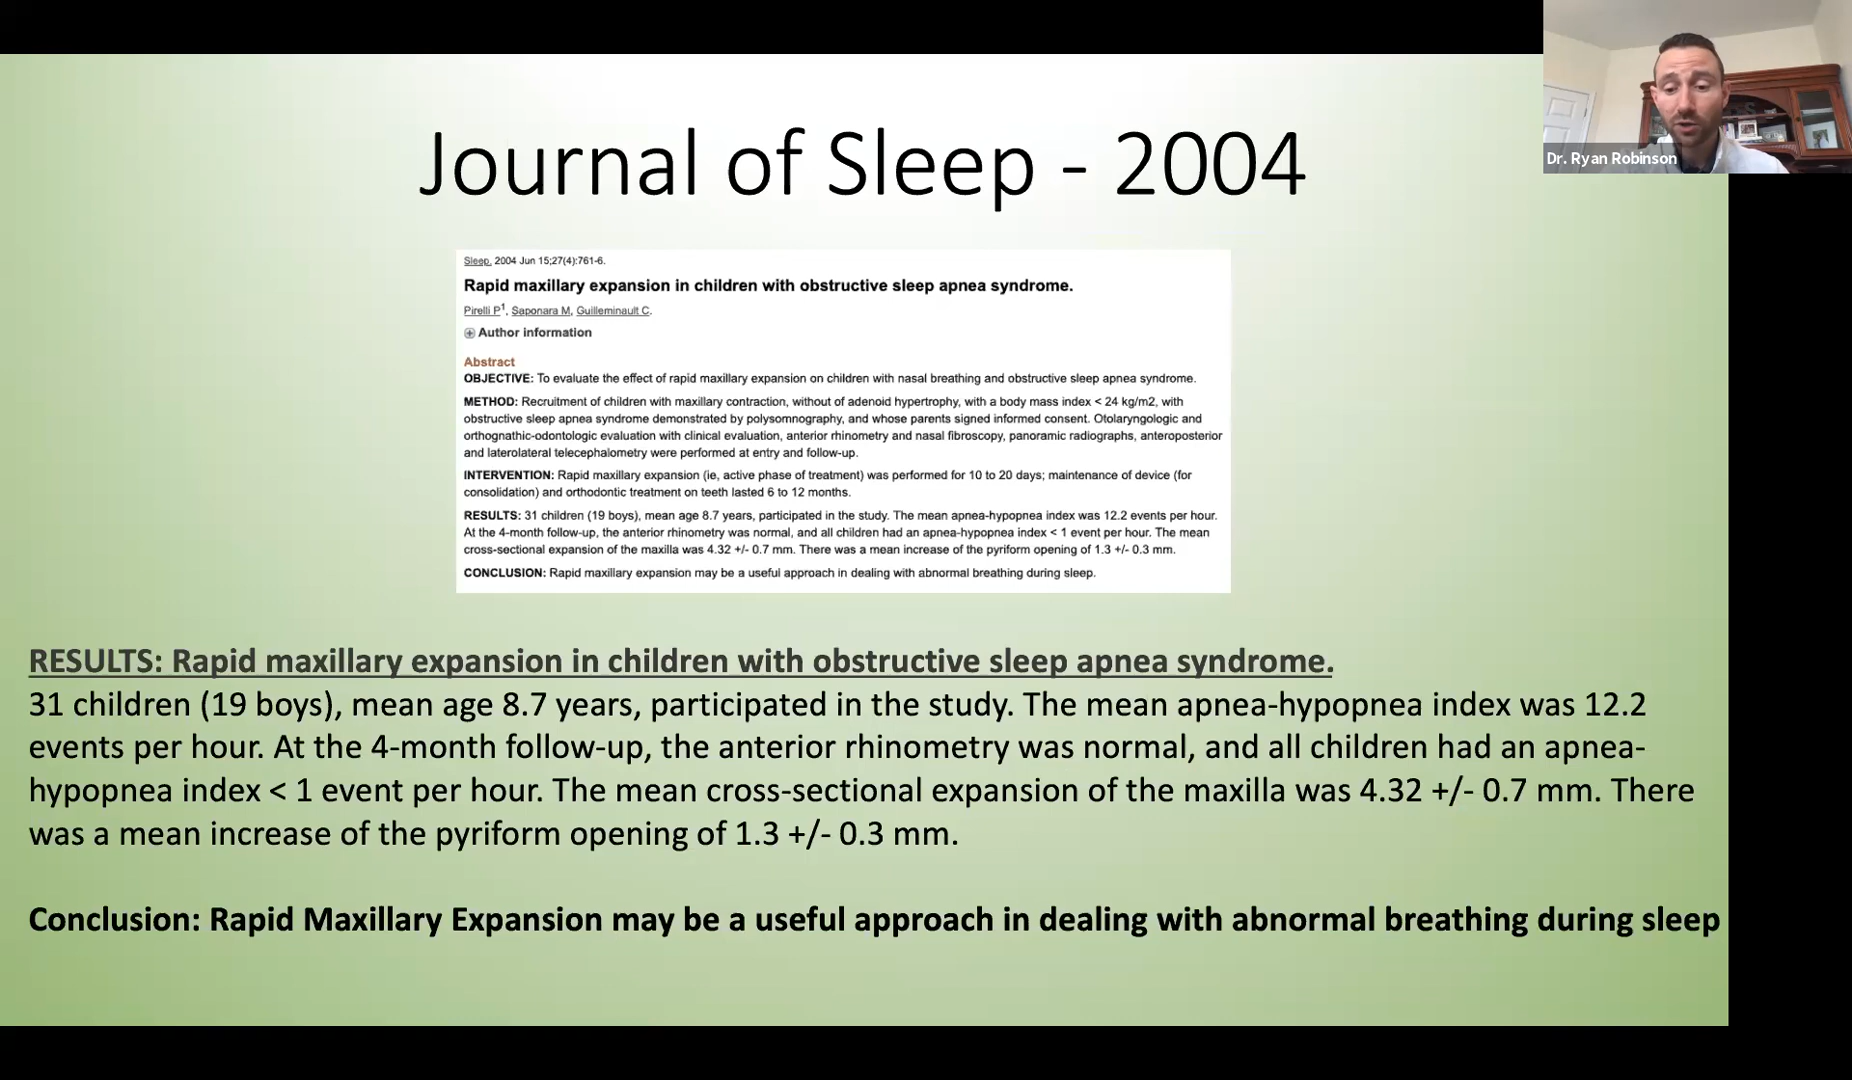 Journal of Sleep - 2004
Dr. Ryan Robinson
Sleep. 2004 Jun 15;27(4):761-6.
Rapid maxillary expansion in children with obstructive sleep apnea syndrome.
Pirelli P1, Saponara M, Guilleminault C.
Author information
Abstract
OBJECTIVE: To evaluate the effect of rapid maxillary expansion on children with nasal breathing and obstructive sleep apnea syndrome.
METHOD: Recruitment of children with maxillary contraction, without of adenoid hypertrophy, with a body mass index < 24 kg/m2, with
obstructive sleep apnea syndrome demonstrated by polysomnography, and whose parents signed informed consent. Otolaryngologic and
orthognathic-odontologic evaluation with clinical evaluation, anterior rhinometry and nasal fibroscopy, panoramic radiographs, anteroposterior
and laterolateral telecephalometry were performed at entry and follow-up.
INTERVENTION: Rapid maxillary expansion (ie, active phase of treatment) was performed for 10 to 20 days; maintenance of device (for
consolidation) and orthodontic treatment on teeth lasted 6 to 12 months.
RESULTS: 31 children (19 boys), mean age 8.7 years, participated in the study. The mean apnea-hypopnea index was 12.2 events per hour.
At the 4-month follow-up, the anterior rhinometry was normal, and all children had an apnea-hypopnea index < 1 event per hour. The mean
cross-sectional expansion of the maxilla was 4.32 +/- 0.7 mm. There was a mean increase of the pyriform opening of 1.3 +/- 0.3 mm.
CONCLUSION: Rapid maxillary expansion may be a useful approach in dealing with abnormal breathing during sleep.
RESULTS: Rapid maxillary expansion in children with obstructive sleep apnea syndrome.
31 children (19 boys), mean age 8.7 years, participated in the study. The mean apnea-hypopnea index was 12.2
events per hour. At the 4-month follow-up, the anterior rhinometry was normal, and all children had an apnea-
hypopnea index < 1 event per hour. The mean cross-sectional expansion of the maxilla was 4.32 +/- 0.7 mm. There
was a mean increase of the pyriform opening of 1.3 +/- 0.3 mm.
Conclusion: Rapid Maxillary Expansion may be a useful approach in dealing with abnormal breathing during sleep